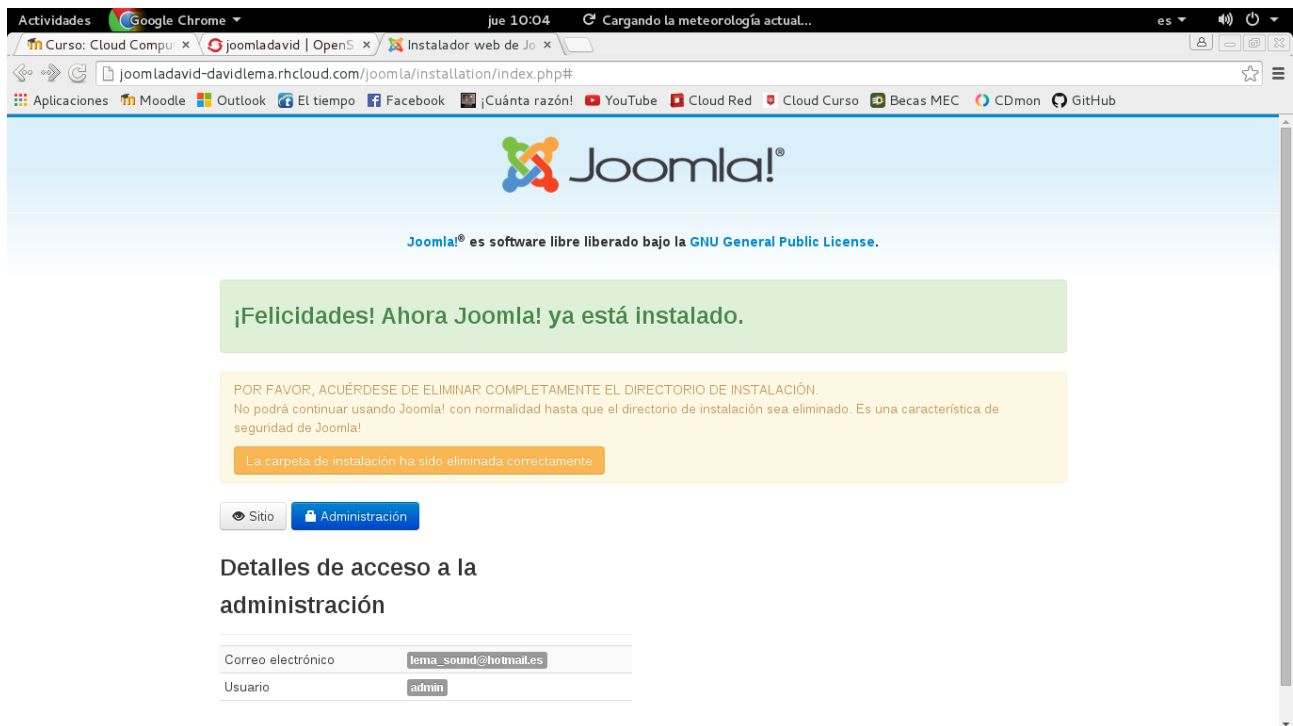 Actividades Google Chrome jue 10:04 Cargando la meteorología actual... es
Curso: Cloud Compu joomladavid | OpenS Instalador web de Jo
joomladavid-davidlema.rhcloud.com/joomla/installation/index.php#
Aplicaciones Moodle Outlook El tiempo Facebook ¡Cuánta razón! YouTube Cloud Red Cloud Curso Becas MEC CDmon GitHub
Joomla!®
Joomla!® es software libre liberado bajo la GNU General Public License.
¡Felicidades! Ahora Joomla! ya está instalado.
POR FAVOR, ACUÉRDESE DE ELIMINAR COMPLETAMENTE EL DIRECTORIO DE INSTALACIÓN.
No podrá continuar usando Joomla! con normalidad hasta que el directorio de instalación sea eliminado. Es una característica de
seguridad de Joomla!
La carpeta de instalación ha sido eliminada correctamente
Sitio Administración
Detalles de acceso a la
administración
Correo electrónico lema_sound@hotmail.es
Usuario admin